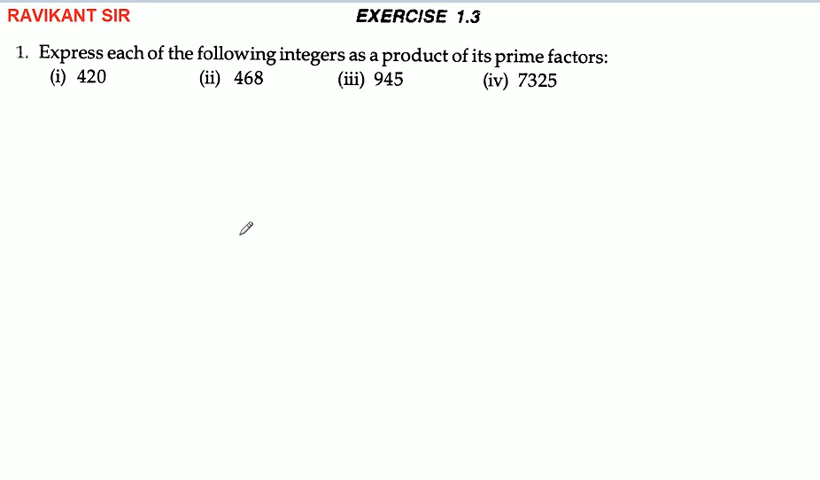 RAVIKANT SIR EXERCISE 1.3
1. Express each of the following integers as a product of its prime factors:
(i) 420 (ii) 468 (iii) 945 (iv) 7325